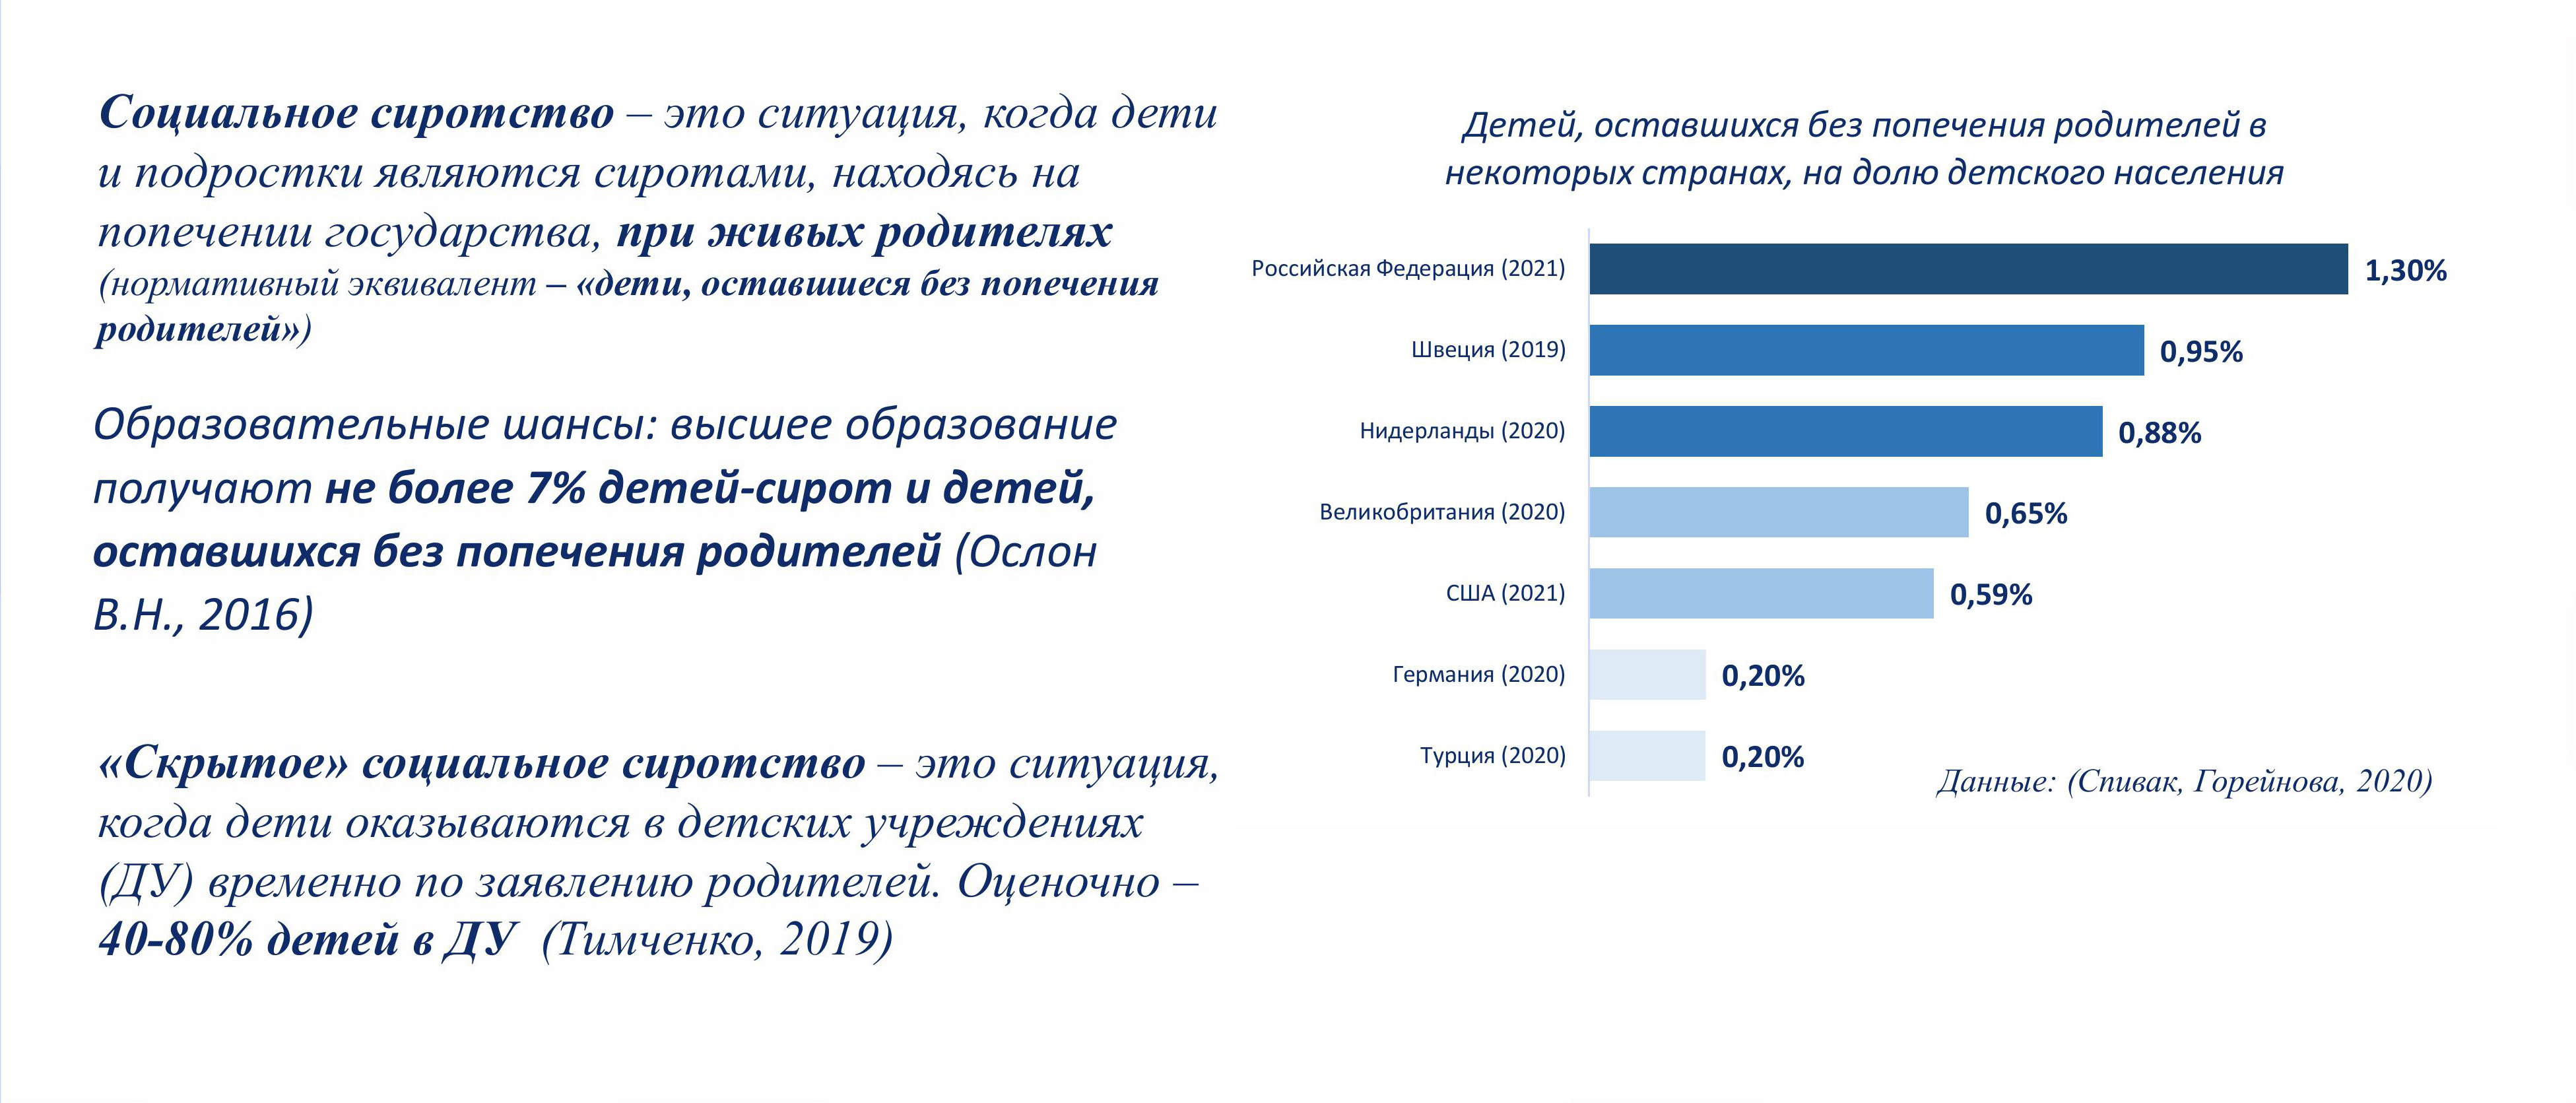 Социальное сиротство – это ситуация, когда дети
и подростки являются сиротами, находясь на
попечении государства, при живых родителях
(нормативный эквивалент – «дети, оставшиеся без попечения
родителей»)
Образовательные шансы: высшее образование
получают не более 7% детей-сирот и детей,
оставшихся без попечения родителей (Ослон
В.Н., 2016)
«Скрытое» социальное сиротство – это ситуация,
когда дети оказываются в детских учреждениях
(ДУ) временно по заявлению родителей. Оценочно –
40-80% детей в ДУ (Тимченко, 2019)
Детей, оставшихся без попечения родителей в
некоторых странах, на долю детского населения
Российская Федерация (2021) 1,30%
Швеция (2019) 0,95%
Нидерланды (2020) 0,88%
Великобритания (2020) 0,65%
США (2021) 0,59%
Германия (2020) 0,20%
Турция (2020) 0,20%
Данные: (Спивак, Горейнова, 2020)